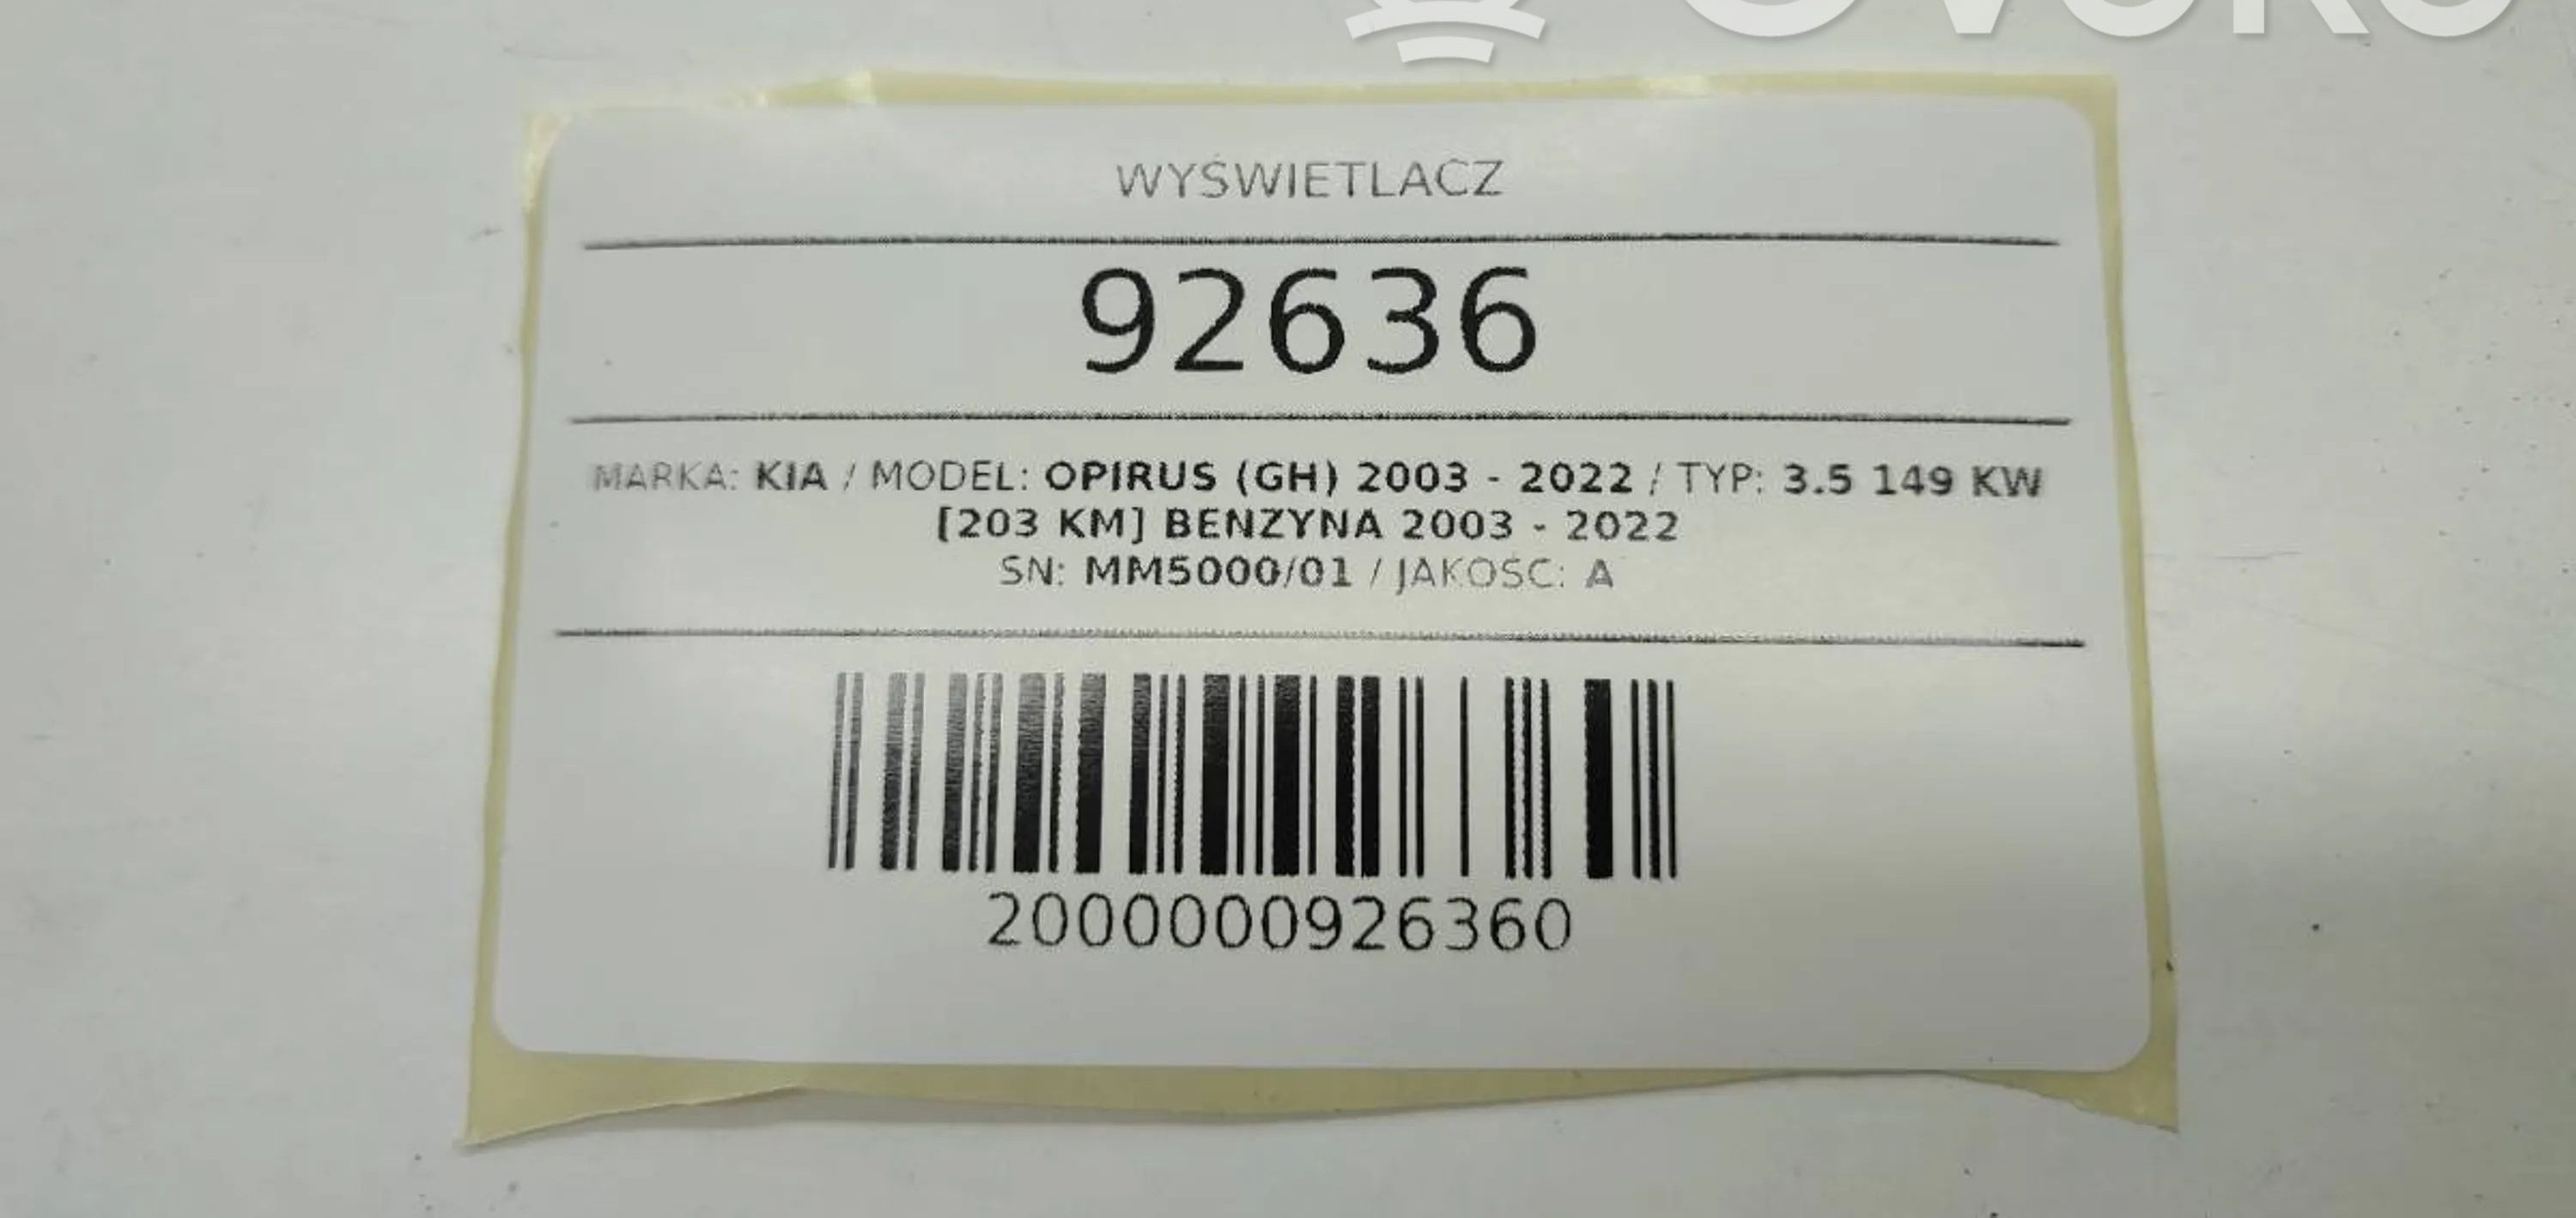 WYŚWIETLACZ
92636
MARKA: KIA / MODEL: OPIRUS (GH) 2003 - 2022 / TYP: 3.5 149 KW
[203 KM] BENZYNA 2003 - 2022
SN: MM5000/01 / JAKOŚĆ: A
2000000926360